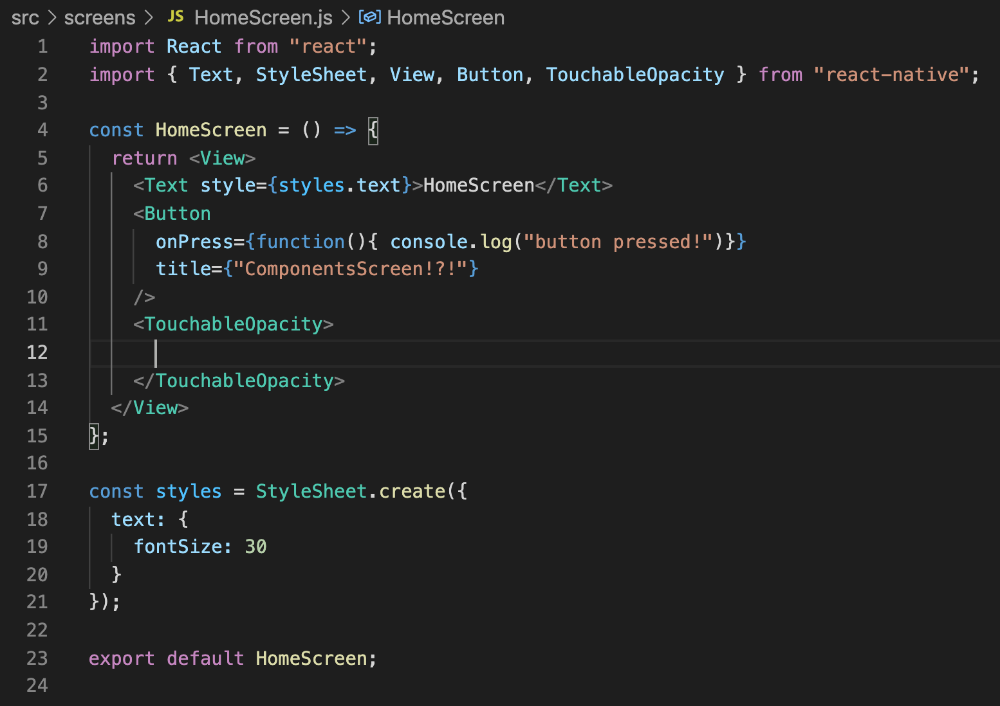 src > screens > JS HomeScreen.js > HomeScreen
1 import React from "react";
2 import { Text, StyleSheet, View, Button, TouchableOpacity } from "react-native";
3
4 const HomeScreen = () => {
5   return <View>
6     <Text style={styles.text}>HomeScreen</Text>
7     <Button
8       onPress={function(){ console.log("button pressed!")}}
9       title={"ComponentsScreen!?!"}
10     />
11     <TouchableOpacity>
12
13     </TouchableOpacity>
14   </View>
15 };
16
17 const styles = StyleSheet.create({
18   text: {
19     fontSize: 30
20   }
21 });
22
23 export default HomeScreen;
24